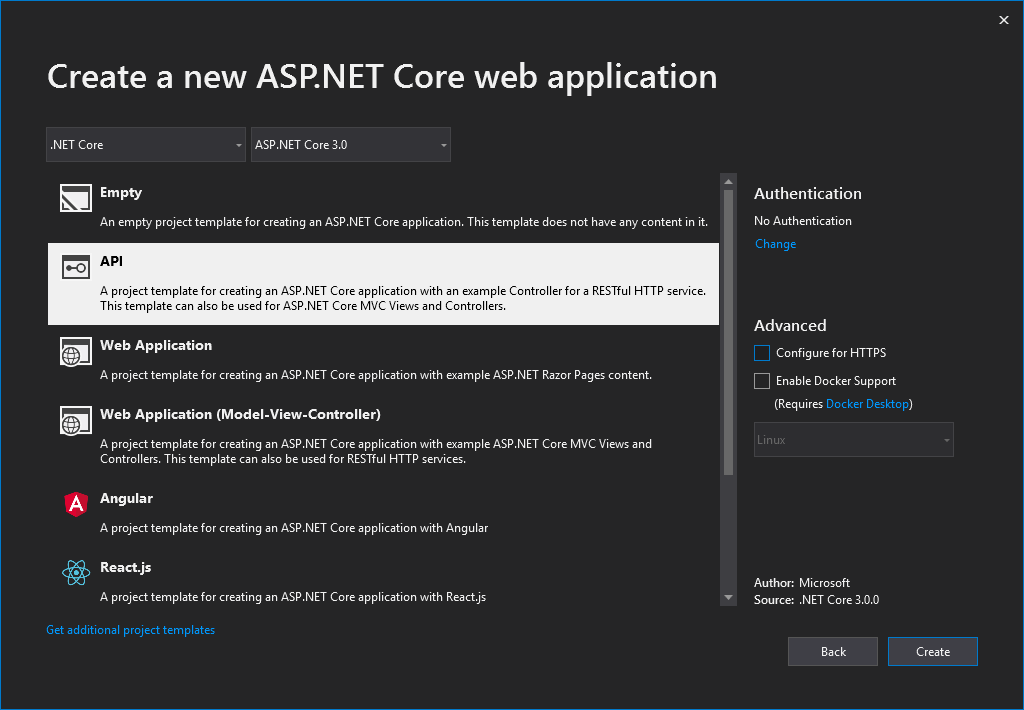 Create a new ASP.NET Core web application
.NET Core
ASP.NET Core 3.0
Empty
An empty project template for creating an ASP.NET Core application. This template does not have any content in it.
API
A project template for creating an ASP.NET Core application with an example Controller for a RESTful HTTP service.
This template can also be used for ASP.NET Core MVC Views and Controllers.
Web Application
A project template for creating an ASP.NET Core application with example ASP.NET Razor Pages content.
Web Application (Model-View-Controller)
A project template for creating an ASP.NET Core application with example ASP.NET Core MVC Views and
Controllers. This template can also be used for RESTful HTTP services.
Angular
A project template for creating an ASP.NET Core application with Angular
React.js
A project template for creating an ASP.NET Core application with React.js
Get additional project templates
Authentication
No Authentication
Change
Advanced
Configure for HTTPS
Enable Docker Support
(Requires Docker Desktop)
Linux
Author: Microsoft
Source: .NET Core 3.0.0
Back
Create